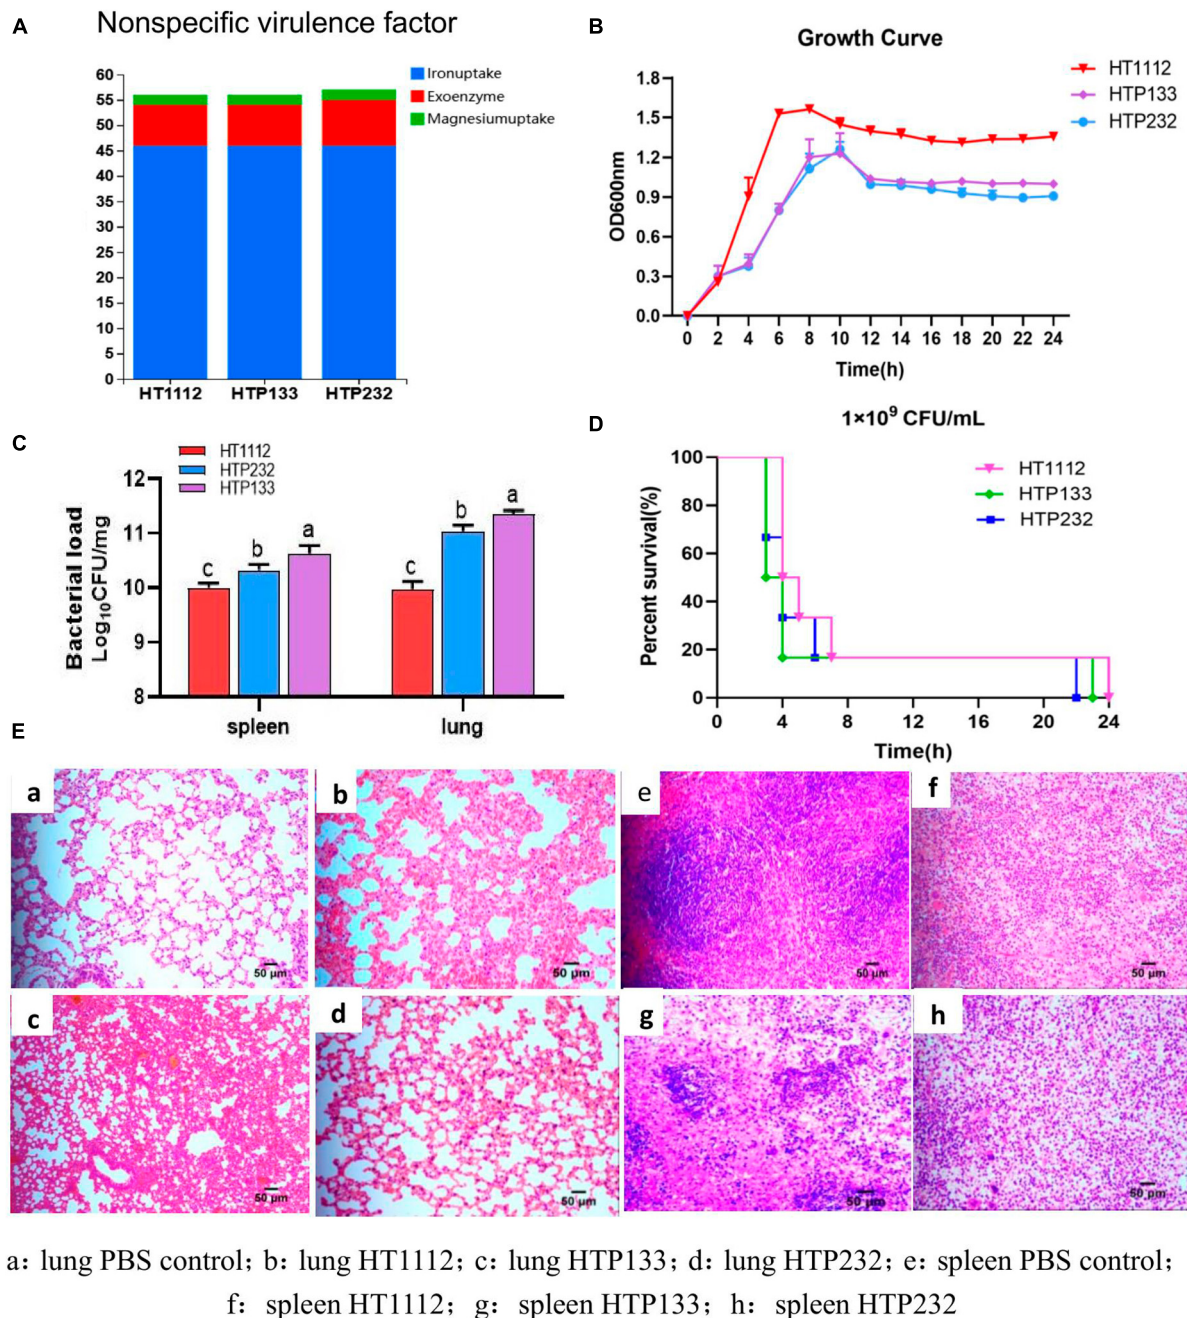 A
Nonspecific virulence factor
60
55
50
45
40
35
30
25
20
15
10
5
0
HT1112 HTP133 HTP232
Ironuptake
Exoenzyme
Magnesiumuptake
B
Growth Curve
HT1112
HTP133
HTP232
OD600nm
1.8
1.5
1.2
0.9
0.6
0.3
0.0
0 2 4 6 8 10 12 14 16 18 20 22 24
Time(h)
C
HT1112
HTP232
HTP133
Bacterial load
Log10CFU/mg
12
11
10
9
8
c b a c b a
spleen lung
D
1×10⁹ CFU/mL
HT1112
HTP133
HTP232
Percent survival(%)
100
80
60
40
20
0
0 4 8 12 16 20 24
Time(h)
E
a b e f
50 µm 50 µm 50 µm 50 µm
c d g h
50 µm 50 µm 50 µm 50 µm
a: lung PBS control; b: lung HT1112; c: lung HTP133; d: lung HTP232; e: spleen PBS control;
f: spleen HT1112; g: spleen HTP133; h: spleen HTP232